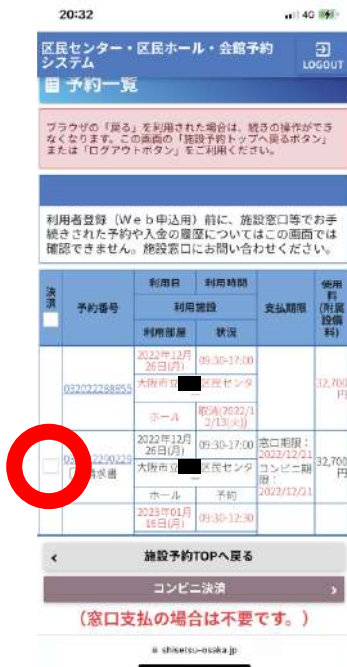 20:32
4G
区民センター・区民ホール・会館予約
システム
LOGOUT
予約一覧
ブラウザの「戻る」を利用された場合は、続きの操作ができ
なくなります。この画面の「施設予約トップへ戻るボタン」
または「ログアウトボタン」をご利用ください。
利用者登録（Ｗｅｂ申込用）前に、施設窓口等でお手
続きされた予約や入金の履歴についてはこの画面では
確認できません。施設窓口にお問い合わせください。
決済
予約番号
利用日
利用時間
利用施設
利用部屋
状況
支払期限
使用料
(附属設備料)
032022288855
2022年12月26日(月)
09:30-17:00
大阪市立
区民センター
ホール
取消(2022/12/13(火))
32,700円
2290229
請求書
2022年12月26日(月)
09:30-17:00
大阪市立
区民センター
ホール
予約
窓口期限：
2022/12/21
コンビニ期限：
2022/12/21
32,700円
2023年01月16日(月)
09:30-12:30
施設予約TOPへ戻る
コンビニ決済
(窓口支払の場合は不要です。)
shisetsu-osaka.jp